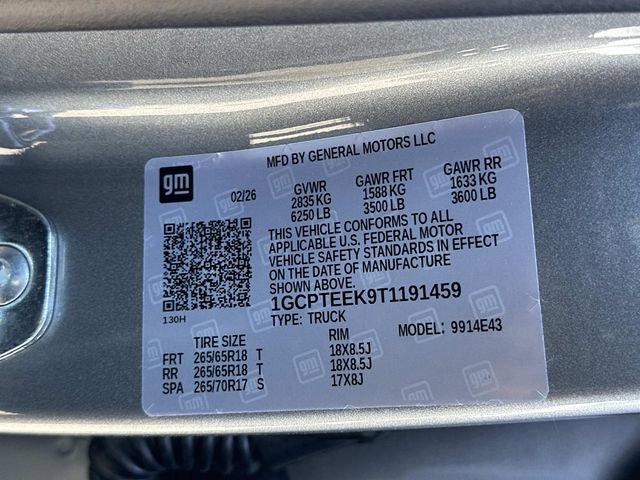 MFD BY GENERAL MOTORS LLC
gm
02/26
GVWR
2835 KG
6250 LB
GAWR FRT
1588 KG
3500 LB
GAWR RR
1633 KG
3600 LB
THIS VEHICLE CONFORMS TO ALL
APPLICABLE U.S. FEDERAL MOTOR
VEHICLE SAFETY STANDARDS IN EFFECT
ON THE DATE OF MANUFACTURE
SHOWN ABOVE.
130H
1GCPTEEK9T1191459
TYPE: TRUCK
MODEL: 9914E43
TIRE SIZE RIM
FRT 265/65R18 T 18X8.5J
RR 265/65R18 T 18X8.5J
SPA 265/70R17 S 17X8J